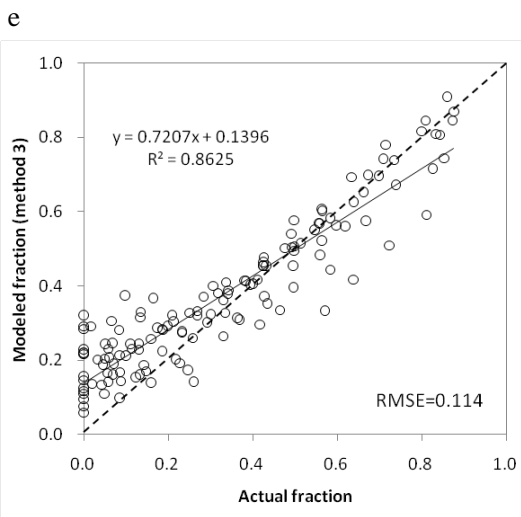 e
1.0
0.8
0.6
0.4
0.2
0.0
Modeled fraction (method 3)
y = 0.7207x + 0.1396
R² = 0.8625
RMSE=0.114
0.0 0.2 0.4 0.6 0.8 1.0
Actual fraction